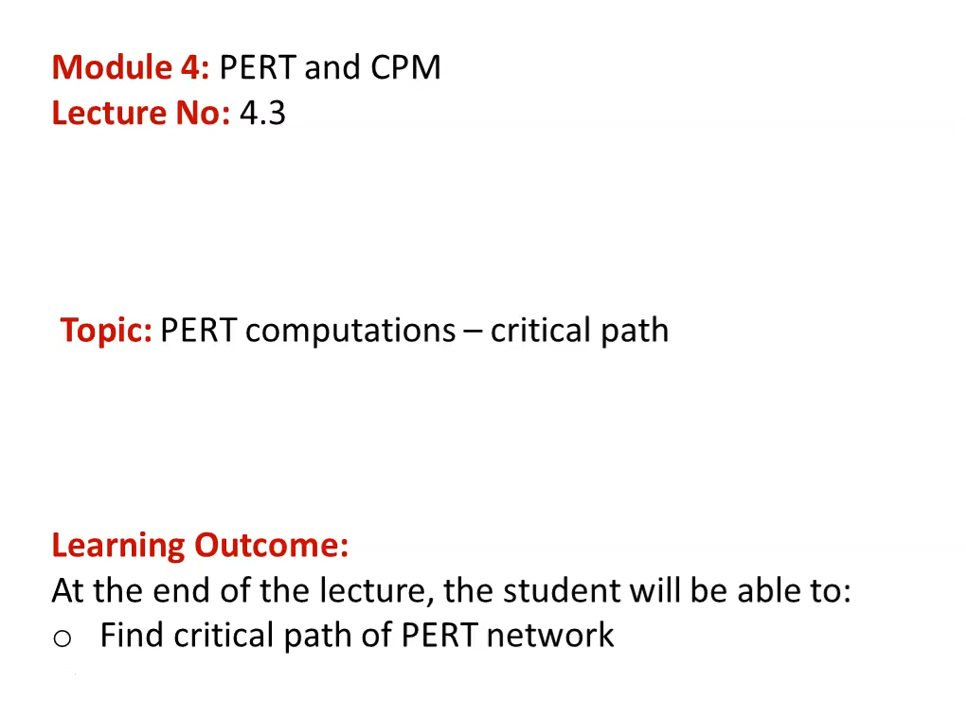 Module 4: PERT and CPM
Lecture No: 4.3
Topic: PERT computations – critical path
Learning Outcome:
At the end of the lecture, the student will be able to:
o Find critical path of PERT network